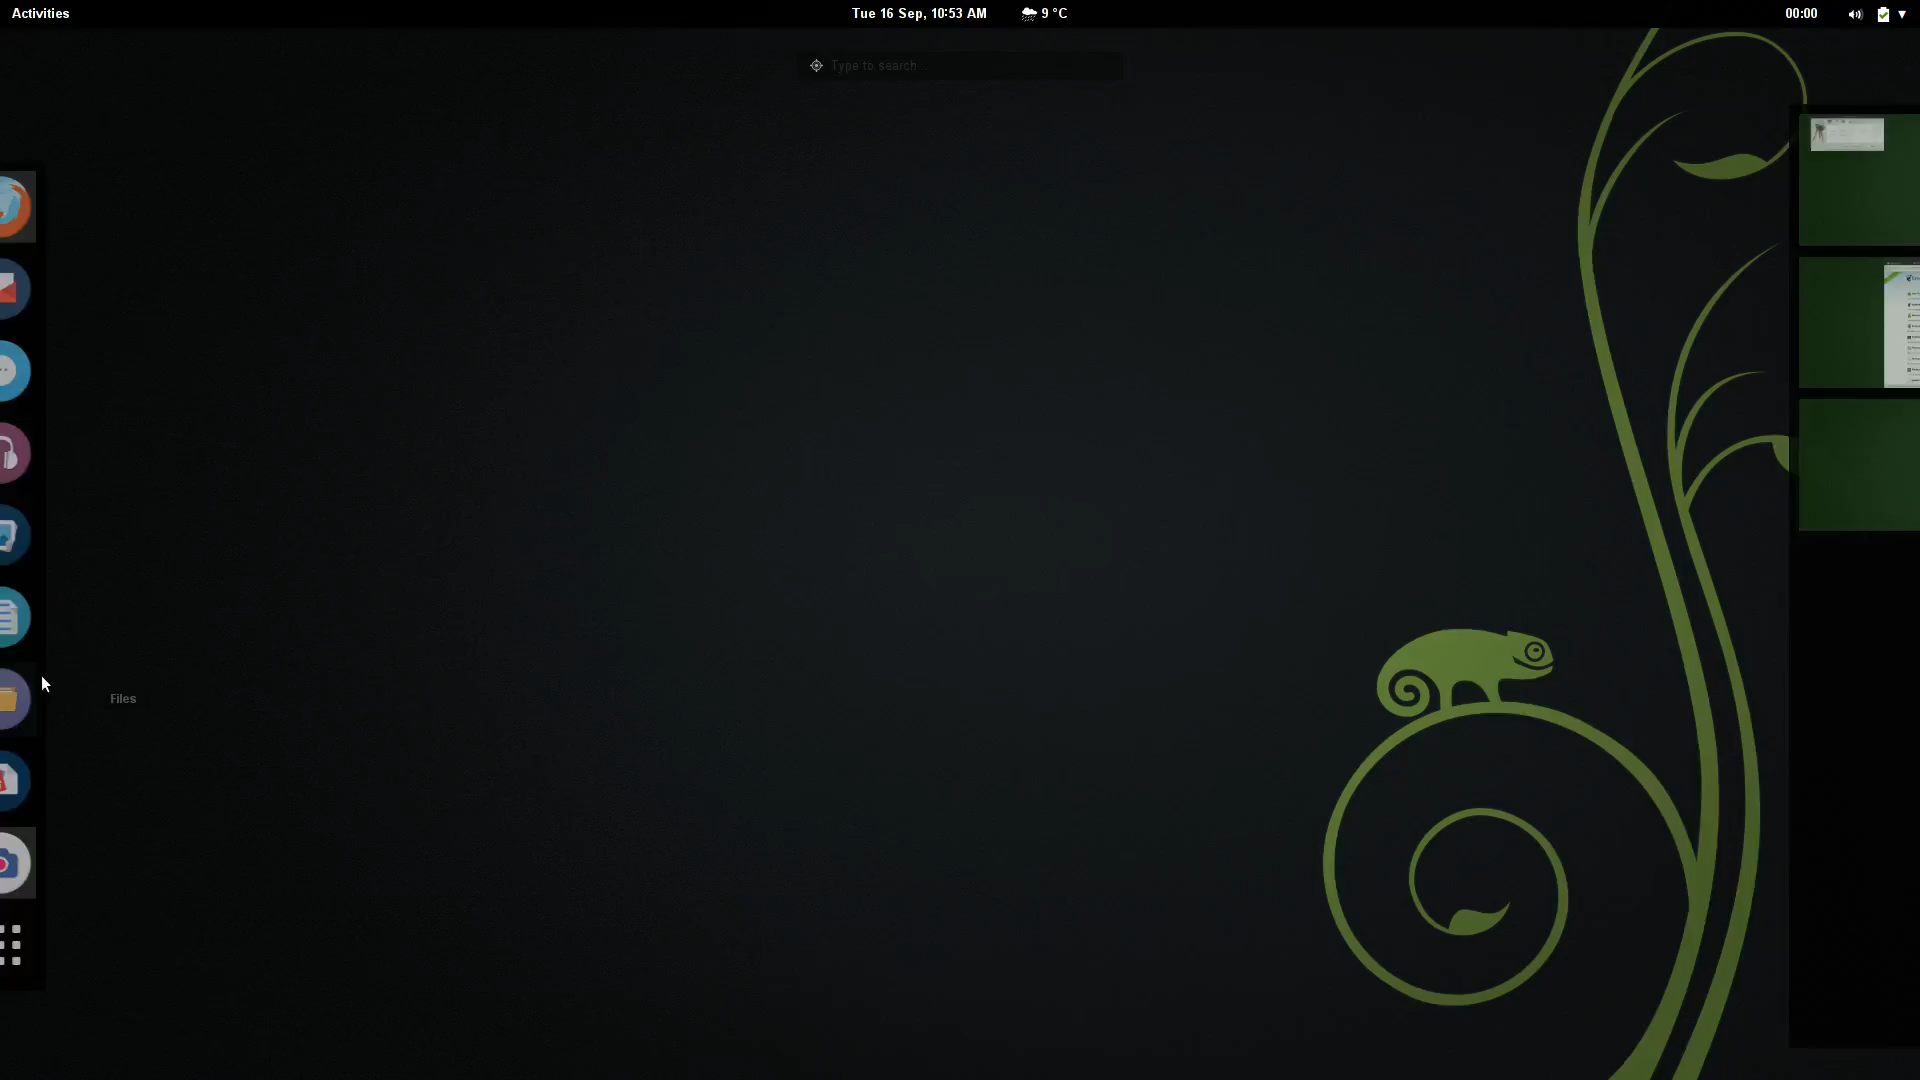 Activities
Tue 16 Sep, 10:53 AM
9 °C
00:00
Type to search
Files